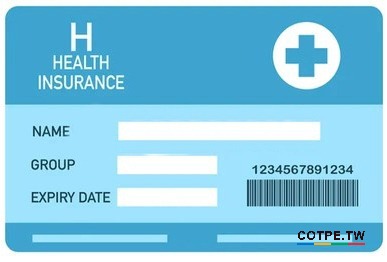 H
HEALTH
INSURANCE
NAME
GROUP
EXPIRY DATE
1234567891234
COTPE.TW